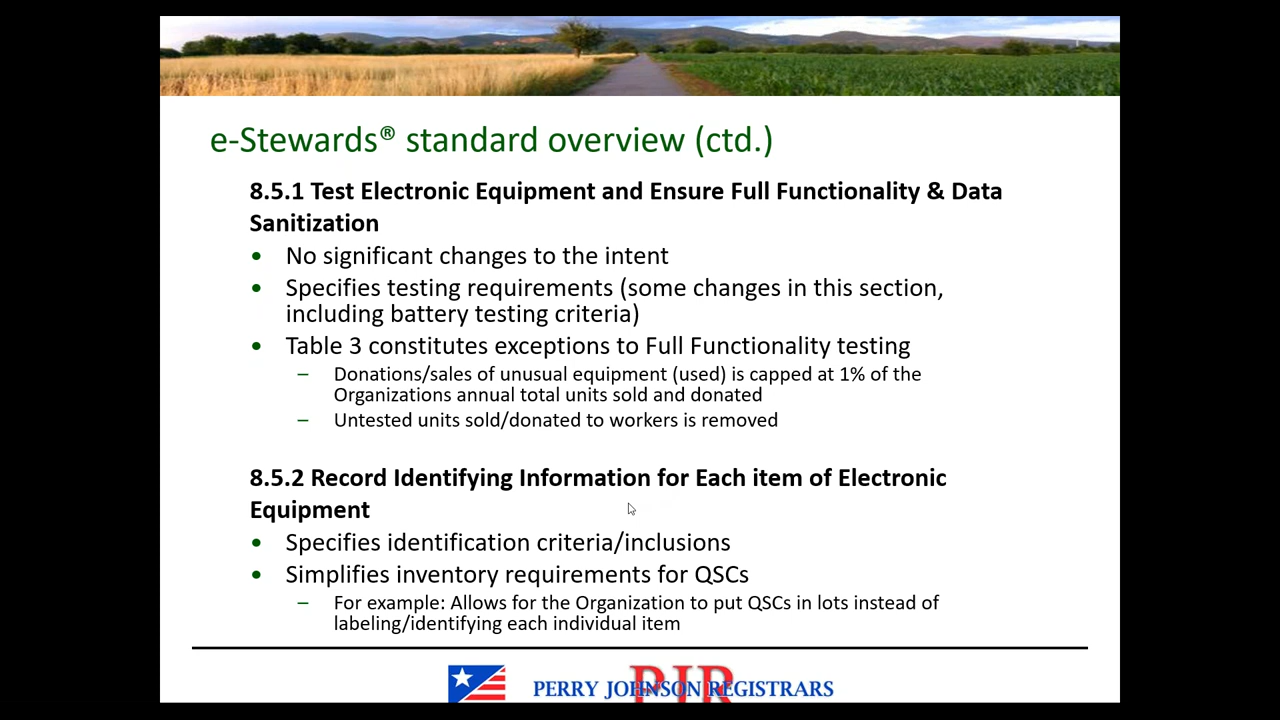 e-Stewards® standard overview (ctd.)
8.5.1 Test Electronic Equipment and Ensure Full Functionality & Data
Sanitization
• No significant changes to the intent
• Specifies testing requirements (some changes in this section,
including battery testing criteria)
• Table 3 constitutes exceptions to Full Functionality testing
– Donations/sales of unusual equipment (used) is capped at 1% of the
Organizations annual total units sold and donated
– Untested units sold/donated to workers is removed
8.5.2 Record Identifying Information for Each item of Electronic
Equipment
• Specifies identification criteria/inclusions
• Simplifies inventory requirements for QSCs
– For example: Allows for the Organization to put QSCs in lots instead of
labeling/identifying each individual item
PJR
PERRY JOHNSON REGISTRARS